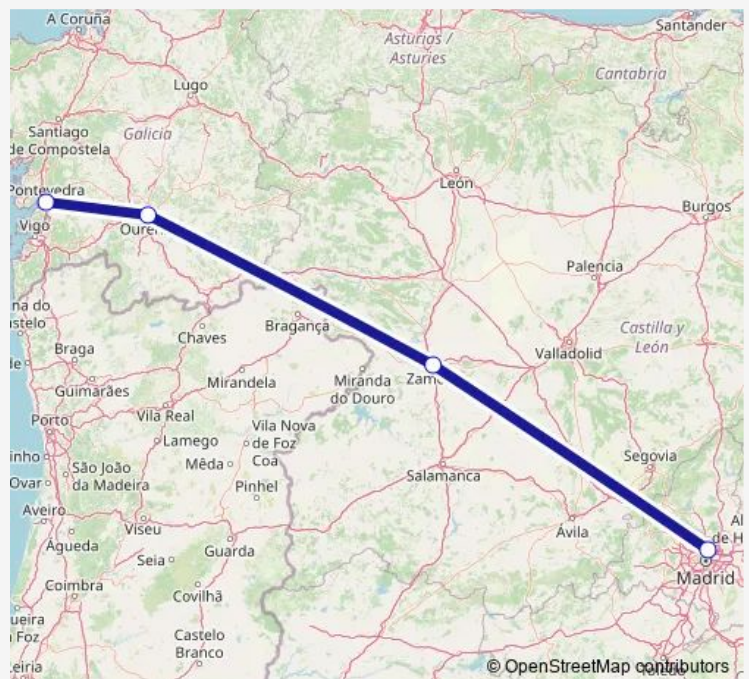 A Coruña
Santander
Asturias /
Asturies
Cantabria
Lugo
Santiago
de Compostela
Galicia
León
Pontevedra
Burgos
Vigo
Palencia
Bragança
Chaves
Castilla y
León
Valladolid
Braga
Mirandela
Miranda
do Douro
Guimarães
Porto
Vila Real
Vila Nova
de Foz
Coa
Lamego
Segovia
Mêda
Salamanca
São João
da Madeira
Ovar
Pinhel
Aveiro
Viseu
Ávila
Águeda
Guarda
Seia
Madrid
Coimbra
Covilhã
Foz
Castelo
Branco
© OpenStreetMap contributors